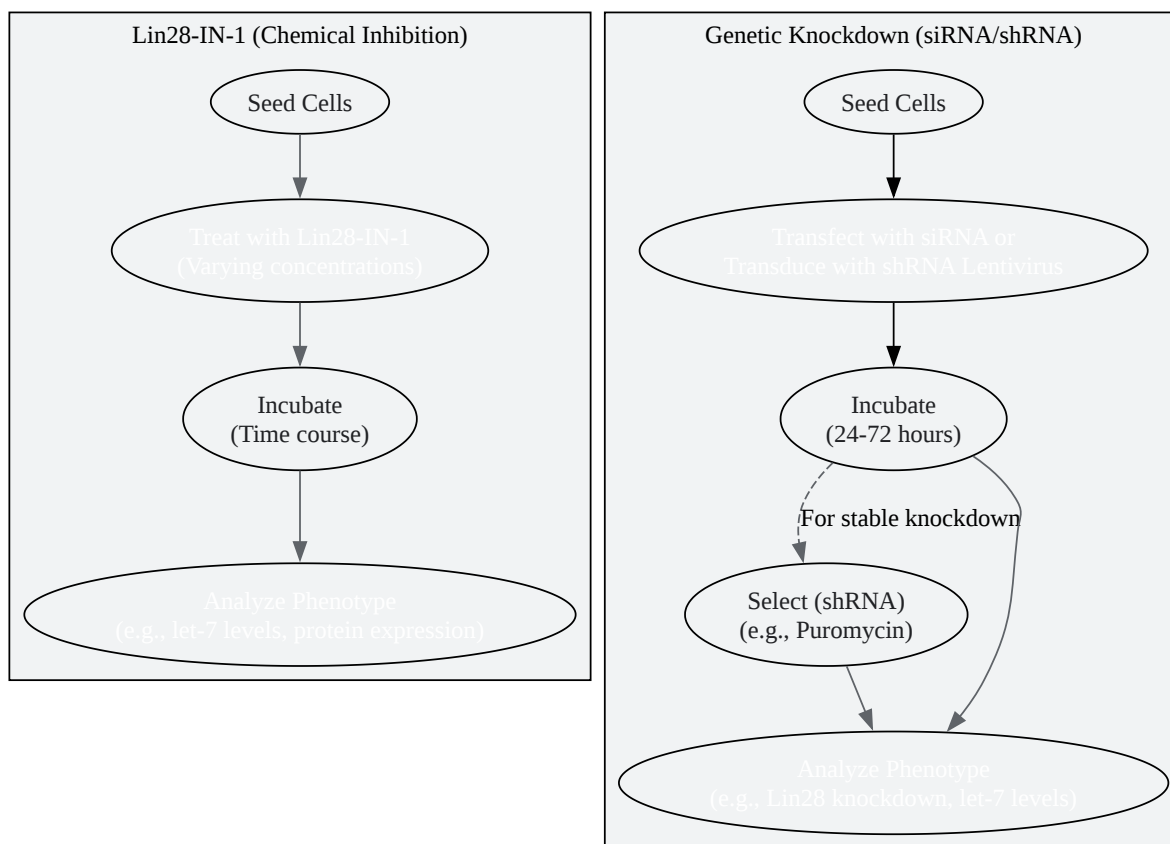 Lin28-IN-1 (Chemical Inhibition)
Seed Cells
Treat with Lin28-IN-1
(Varying concentrations)
Incubate
(Time course)
Analyze Phenotype
(e.g., let-7 levels, protein expression)
Genetic Knockdown (siRNA/shRNA)
Seed Cells
Transfect with siRNA or
Transduce with shRNA Lentivirus
Incubate
(24-72 hours)
For stable knockdown
Select (shRNA)
(e.g., Puromycin)
Analyze Phenotype
(e.g., Lin28 knockdown, let-7 levels)